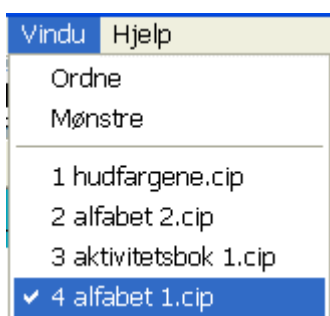 Vindu Hjelp
Ordne
Mønstre
1 hudfargene.cip
2 alfabet 2.cip
3 aktivitetsbok 1.cip
✔ 4 alfabet 1.cip